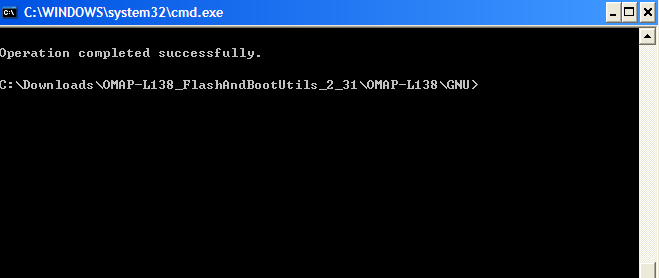 C:\WINDOWS\system32\cmd.exe
Operation completed successfully.
C:\Downloads\OMAP-L138_FlashAndBootUtils_2_31\OMAP-L138\GNU>